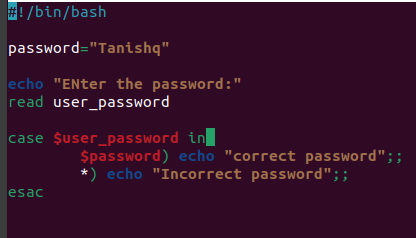 #!/bin/bash
password="Tanishq"
echo "ENter the password:"
read user_password
case $user_password in
$password) echo "correct password";;
*) echo "Incorrect password";;
esac